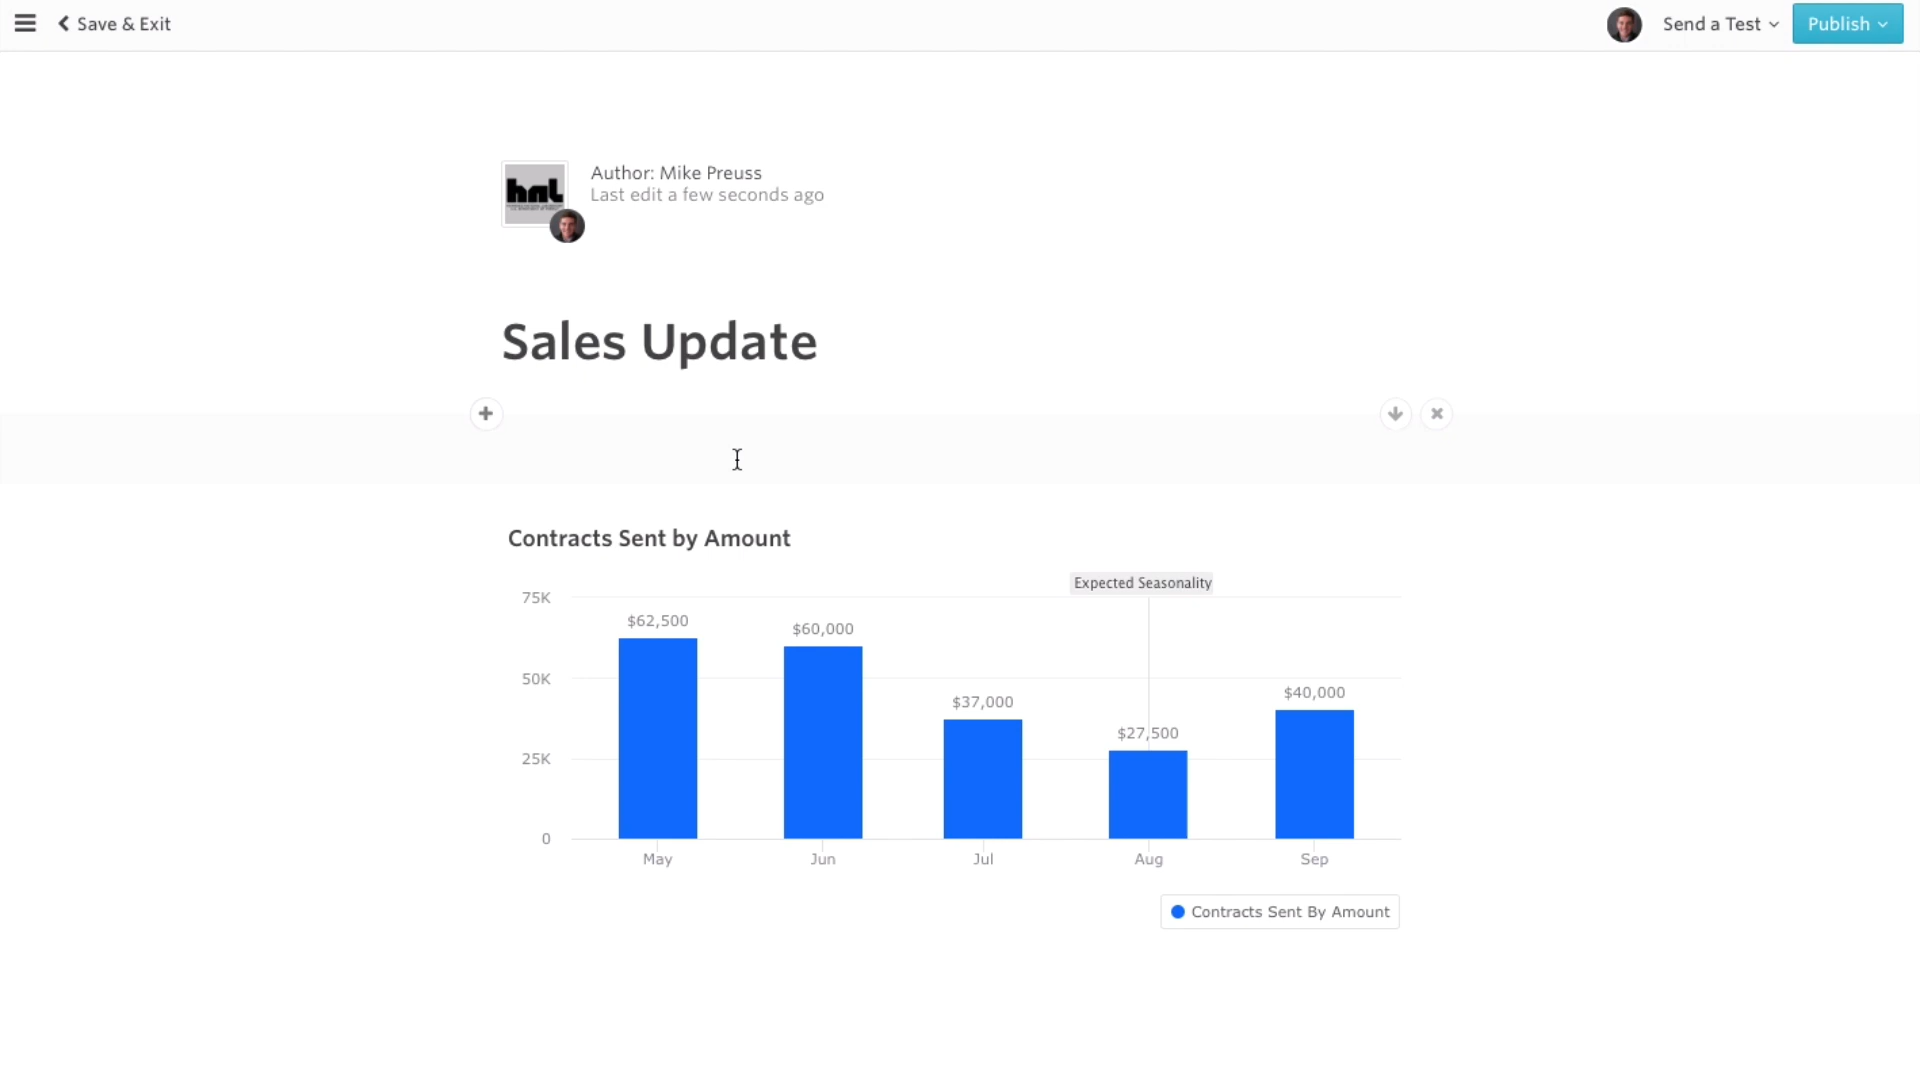 Save & Exit
Send a Test
Publish
hal
Author: Mike Preuss
Last edit a few seconds ago
Sales Update
Contracts Sent by Amount
Expected Seasonality
75K
50K
25K
0
$62,500
$60,000
$37,000
$27,500
$40,000
May
Jun
Jul
Aug
Sep
Contracts Sent By Amount